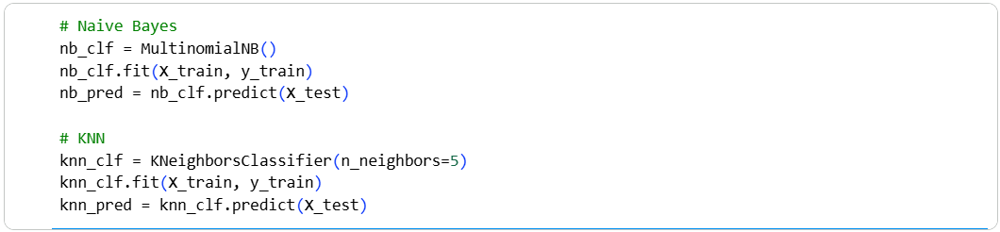 # Naive Bayes
nb_clf = MultinomialNB()
nb_clf.fit(X_train, y_train)
nb_pred = nb_clf.predict(X_test)
# KNN
knn_clf = KNeighborsClassifier(n_neighbors=5)
knn_clf.fit(X_train, y_train)
knn_pred = knn_clf.predict(X_test)